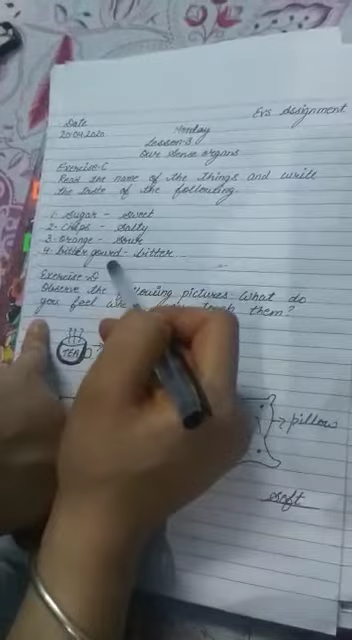 Evs Assignment
Date
20.04.2020
Monday
Lesson-3
Our Sense organs
Exercise-C
Read the name of the things and write
the taste of the following.
1- Sugar - Sweet
2- Chips - Salty
3- Orange -
4- Bitter gourd - bitter
Exercise-D
Observe the following pictures what do
you feel when you touch them?
TEA
pillow
soft